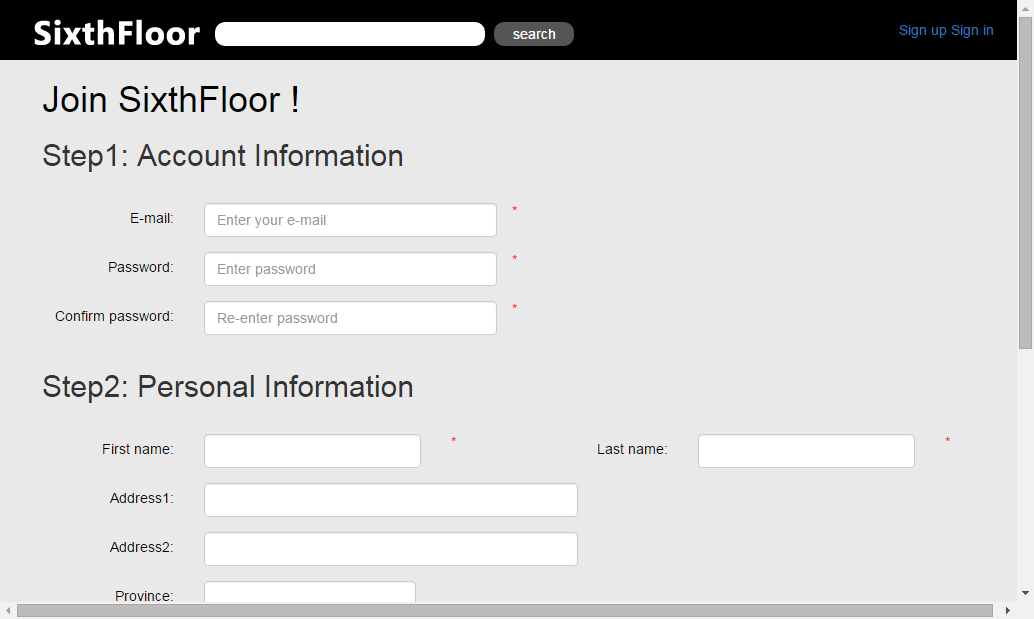 SixthFloor search Sign up Sign in
Join SixthFloor !
Step1: Account Information
E-mail: Enter your e-mail *
Password: Enter password *
Confirm password: Re-enter password *
Step2: Personal Information
First name: * Last name: *
Address1:
Address2:
Province: